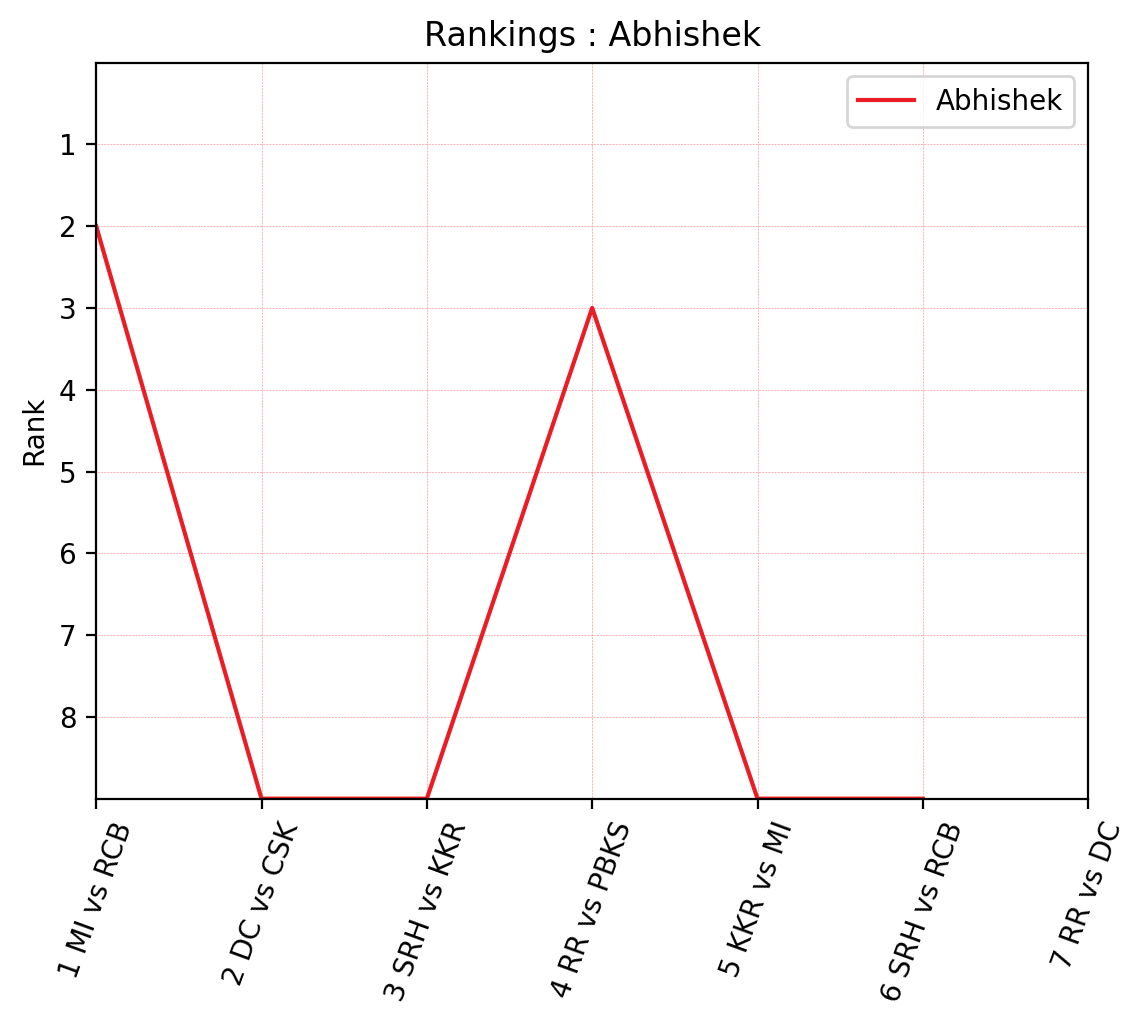 Rankings : Abhishek
Abhishek
Rank
1
2
3
4
5
6
7
8
1 MI vs RCB
2 DC vs CSK
3 SRH vs KKR
4 RR vs PBKS
5 KKR vs MI
6 SRH vs RCB
7 RR vs DC